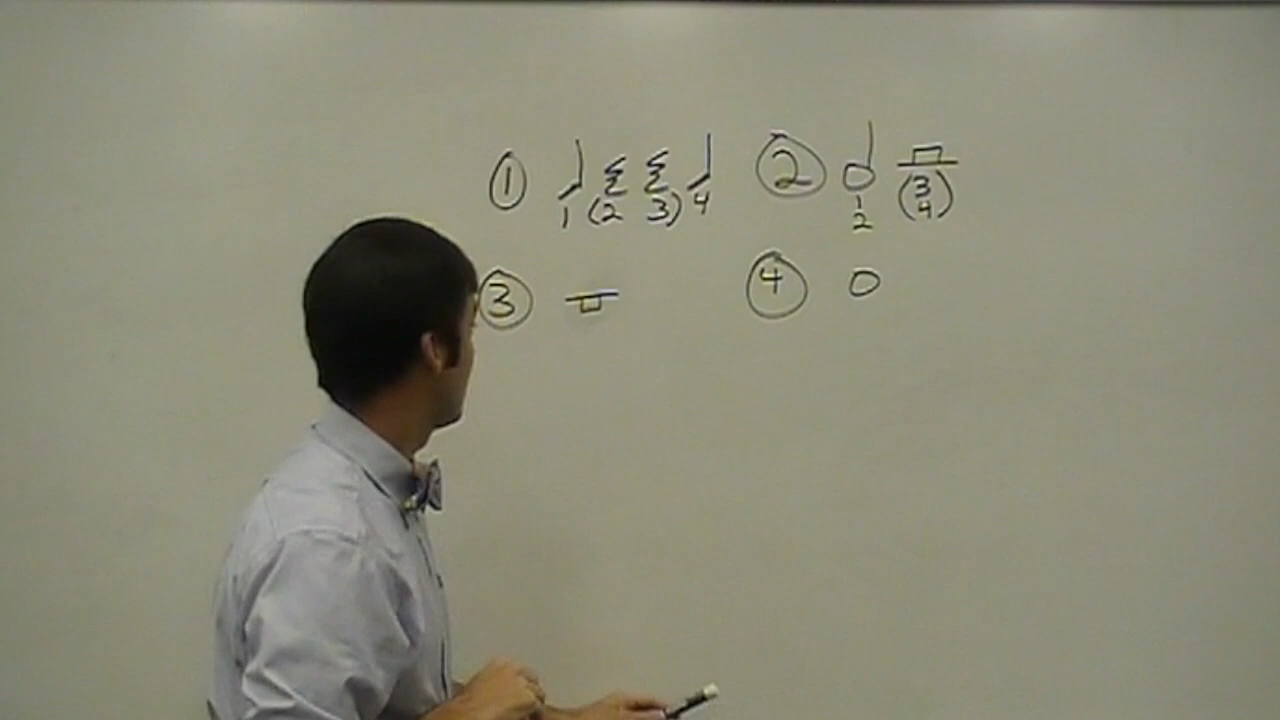 ① ②
1 (2 3) 4 1 2 (3 4)
③ ④